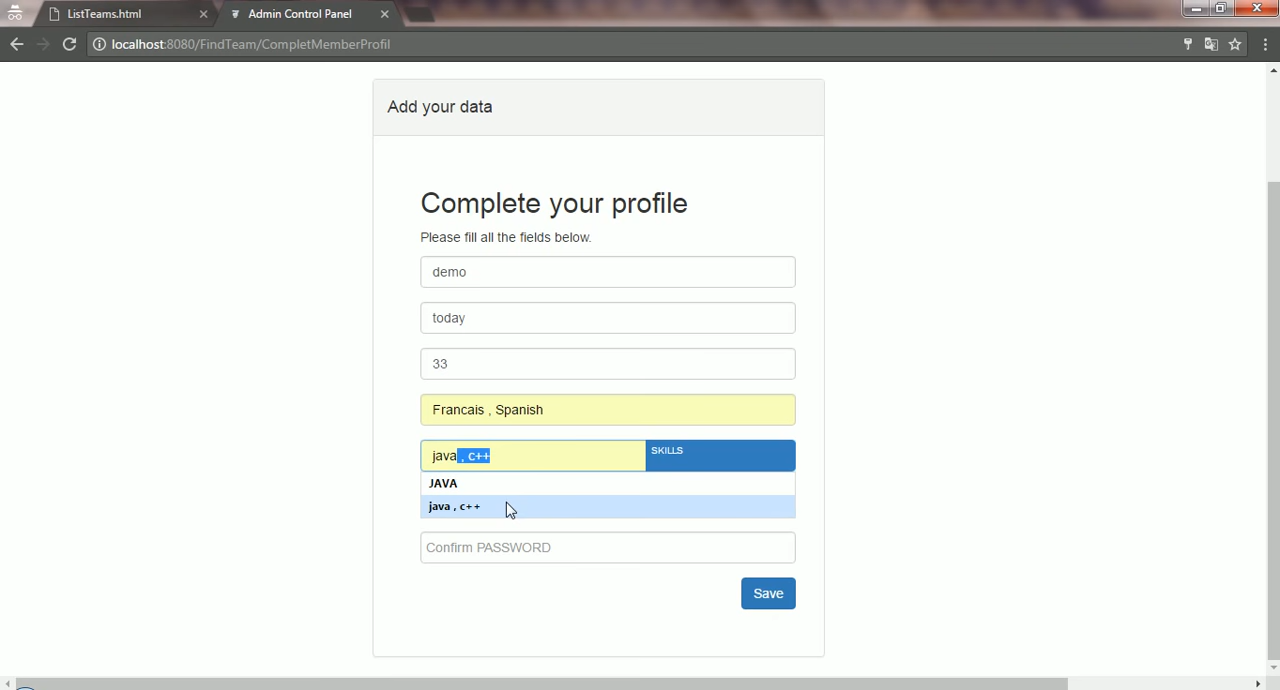 ListTeams.html
Admin Control Panel
localhost:8080/FindTeam/CompletMemberProfil
Add your data
Complete your profile
Please fill all the fields below.
demo
today
33
Francais , Spanish
java , c++
SKILLS
JAVA
java , c++
Confirm PASSWORD
Save